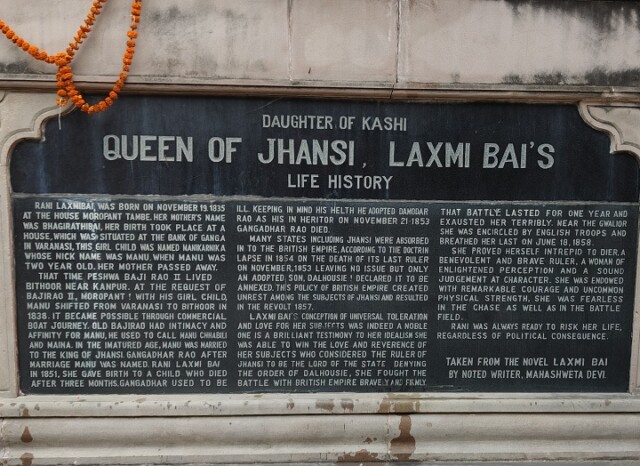 DAUGHTER OF KASHI
QUEEN OF JHANSI, LAXMI BAI'S
LIFE HISTORY
RANI LAXMIBAI, WAS BORN ON NOVEMBER 19, 1835
AT THE HOUSE MOROPANT TAMBE. HER MOTHER'S NAME
WAS BHAGIRATHIBAI, HER BIRTH TOOK PLACE AT A
HOUSE, WHICH WAS SITUATED AT THE BANK OF GANGA
IN VARANASI, THIS GIRL CHILD WAS NAMED MANIKARNIKA
WHOSE NICK NAME WAS MANU. WHEN MANU WAS
TWO YEAR OLD, HER MOTHER PASSED AWAY.
THAT TIME PESHWA BAJI RAO II LIVED
BITHOOR NEAR KANPUR. AT THE REGUEST OF
BAJIRAO II, MOROPANT! WITH HIS GIRL CHILD,
MANU SHIFTED FROM VARANASI TO BITHOOR IN
1838. IT BECAME POSSIBLE THROUGH COMMERCIAL
BOAT JOURNEY. OLD BAJIRAO HAD INTIMACY AND
AFFINITY FOR MANU, HE USED TO CALL MANU CHHABILI
AND MAINA. IN THE IMATURED AGE, MANU WAS MARRIED
TO THE KING OF JHANSI GANGADHAR RAO AFTER
MARRIAGE MANU WAS NAMED. RANI LAXMI BAI
IN 1851, SHE GAVE BIRTH TO A CHILD WHO DIED
AFTER THREE MONTHS. GANGADHAR USED TO BE
ILL. KEEPING IN MIND HIS HELTH HE ADOPTED DAMODAR
RAO AS HIS IN HERITOR ON NOVEMBER 21-1853
GANGADHAR RAO DIED.
MANY STATES INCLUDING JHANSI WERE ABSORBED
IN TO THE BRITISH EMPIRE. ACCORDING TO THE DOCTRIN
LAPSE IN 1854 ON THE DEATH OF ITS LAST RULER
ON NOVEMBER, 1853 LEAVING NO ISSUE BUT ONLY
AN ADOPTED SON, DALHOUSIE! DECLARED IT TO BE
ANNEXED. THIS POLICY OF BRITISH EMPIRE CREATED
UNREST AMONG THE SUBJECTS OF JHANSI AND RESULTED
IN THE REVOLT 1857.
LAXMI BAI'S CONCEPTION OF UNIVERSAL TOLERATION
AND LOVE FOR HER SUBJECTS WAS INDEED A NOBLE
ONE IS A BRILLIANT TESTIMONY TO HER IDEALISM SHE
WAS ABLE TO WIN THE LOVE AND REVERENCE OF
HER SUBJECTS WHO CONSIDERED THE RULER OF
JHANSI TO BE THE LORD OF THE STATE DENYING
THE ORDER OF DALHOUSIE, SHE FOUGHT THE
BATTLE WITH BRITISH EMPIRE BRAVELY AND FIRMLY.
THAT BATTLE LASTED FOR ONE YEAR AND
EXAUSTED HER TERRIBLY. NEAR THE GWALIOR
SHE WAS ENCIRCLED BY ENGLISH TROOPS AND
BREATHED HER LAST ON JUNE 18, 1858.
SHE PROVED HERSELF INTREPID TO DIER, A
BENEVOLENT AND BRAVE RULER, A WOMAN OF
ENLIGHTENED PERCEPTION AND A SOUND
JUDGEMENT AT CHARACTER. SHE WAS ENDOWED
WITH REMARKABLE COURAGE AND UNCOMMON
PHYSICAL STRENGTH. SHE WAS FEARLESS
IN THE CHASE AS WELL AS IN THE BATTLE
FIELD.
RANI WAS ALWAYS READY TO RISK HER LIFE,
REGARDLESS OF POLITICAL CONSEQUENCE.
TAKEN FROM THE NOVEL LAXMI BAI
BY NOTED WRITER, MAHASHWETA DEVI.